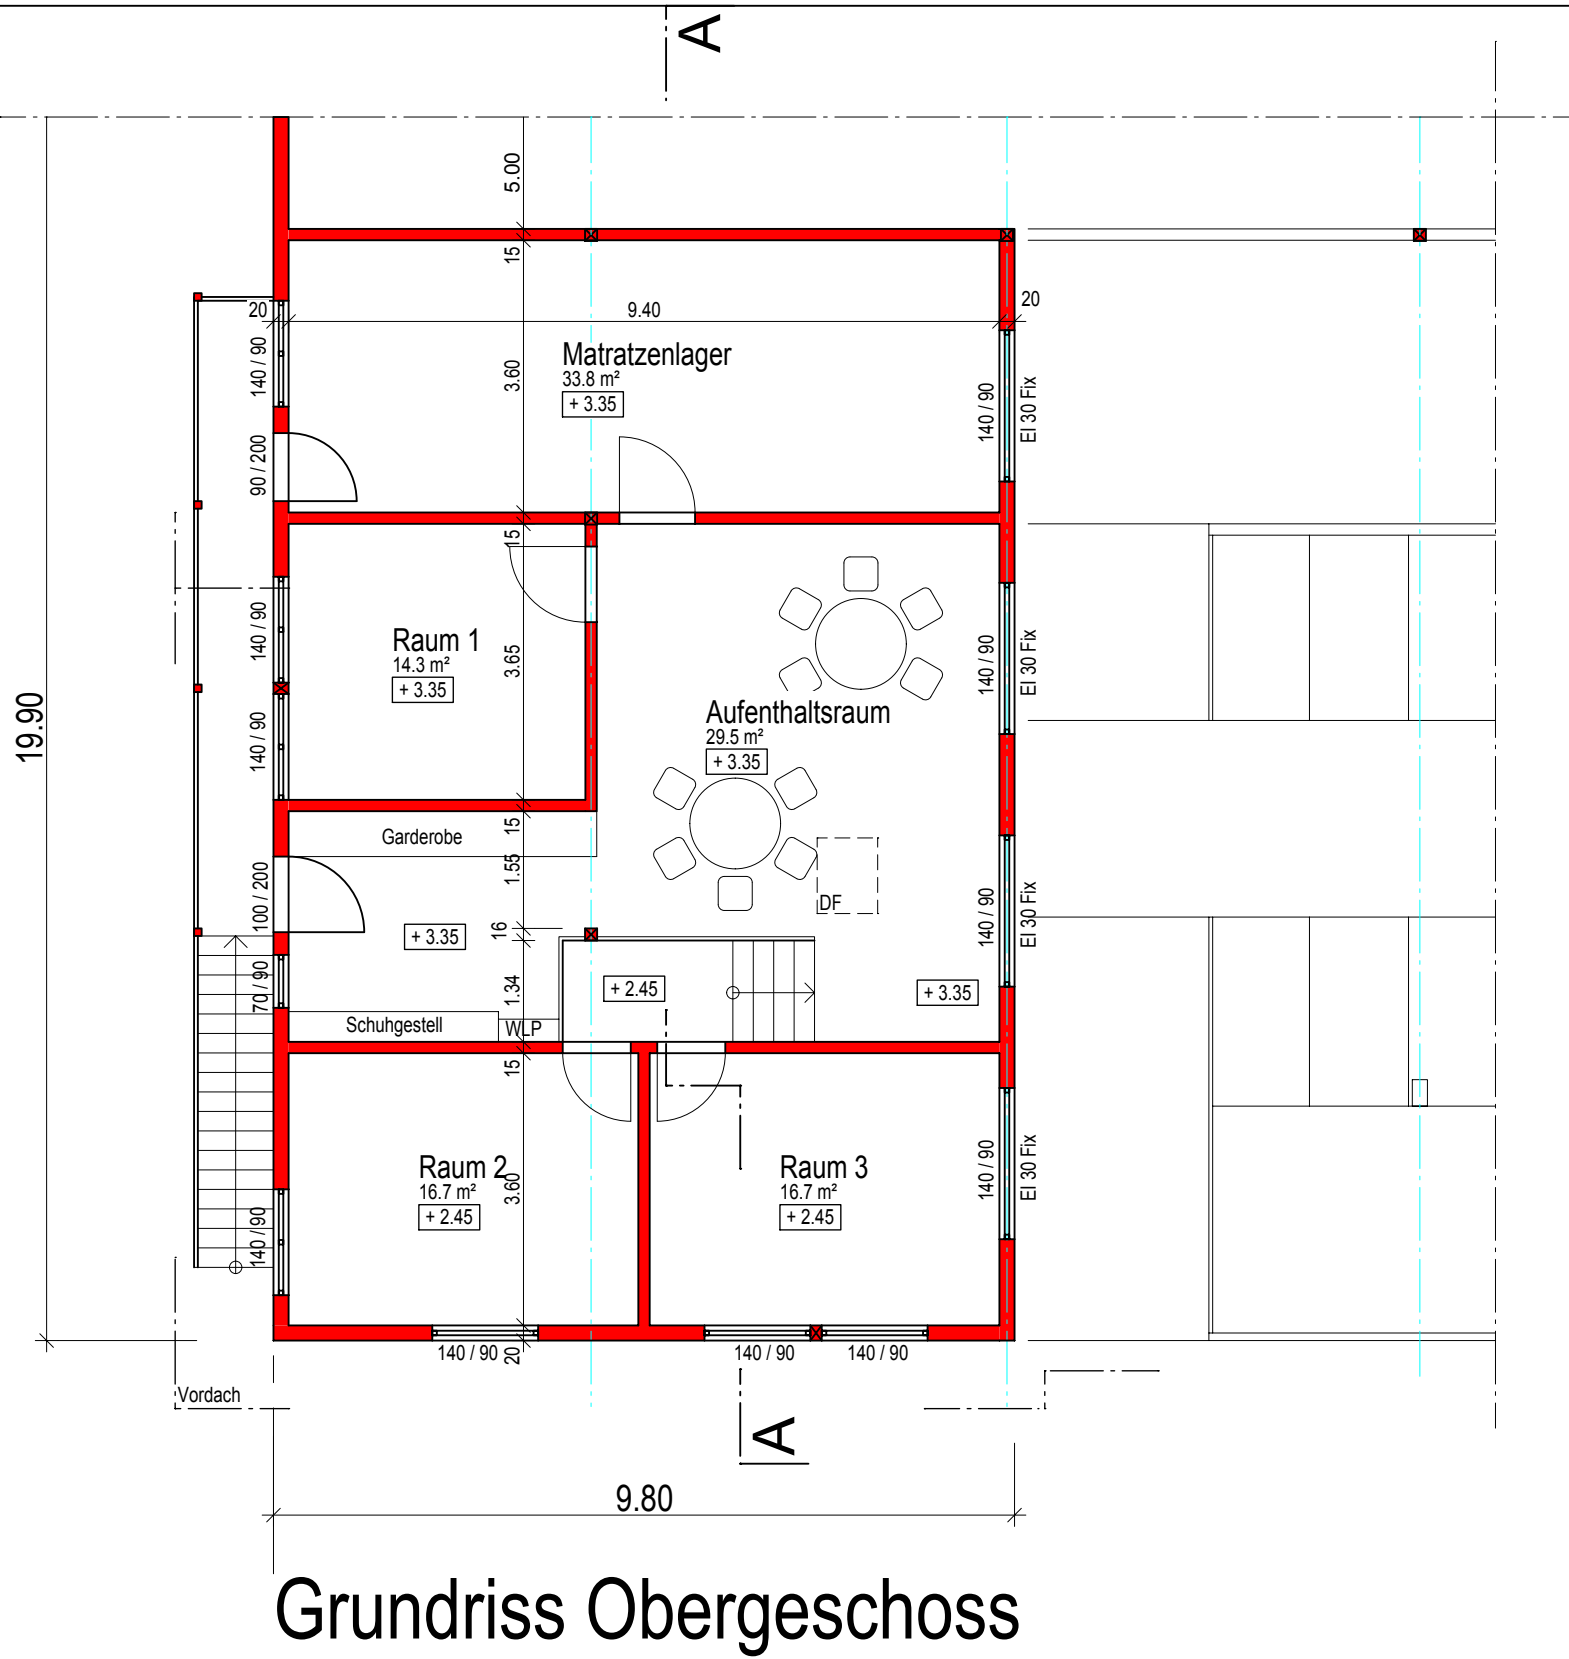 A
5.00
15
20
9.40
20
140 / 90
3.60
Matratzenlager
33.8 m²
+ 3.35
140 / 90
EI 30 Fix
90 / 200
15
140 / 90
Raum 1
14.3 m²
+ 3.35
3.65
140 / 90
EI 30 Fix
19.90
140 / 90
Aufenthaltsraum
29.5 m²
+ 3.35
Garderobe
15
1.55
100 / 200
DF
140 / 90
EI 30 Fix
+ 3.35
16
70 / 90
1.34
+ 2.45
+ 3.35
Schuhgestell
WLP
15
Raum 2
16.7 m²
+ 2.45
3.60
Raum 3
16.7 m²
+ 2.45
140 / 90
EI 30 Fix
140 / 90
140 / 90
20
140 / 90
140 / 90
Vordach
A
9.80
Grundriss Obergeschoss